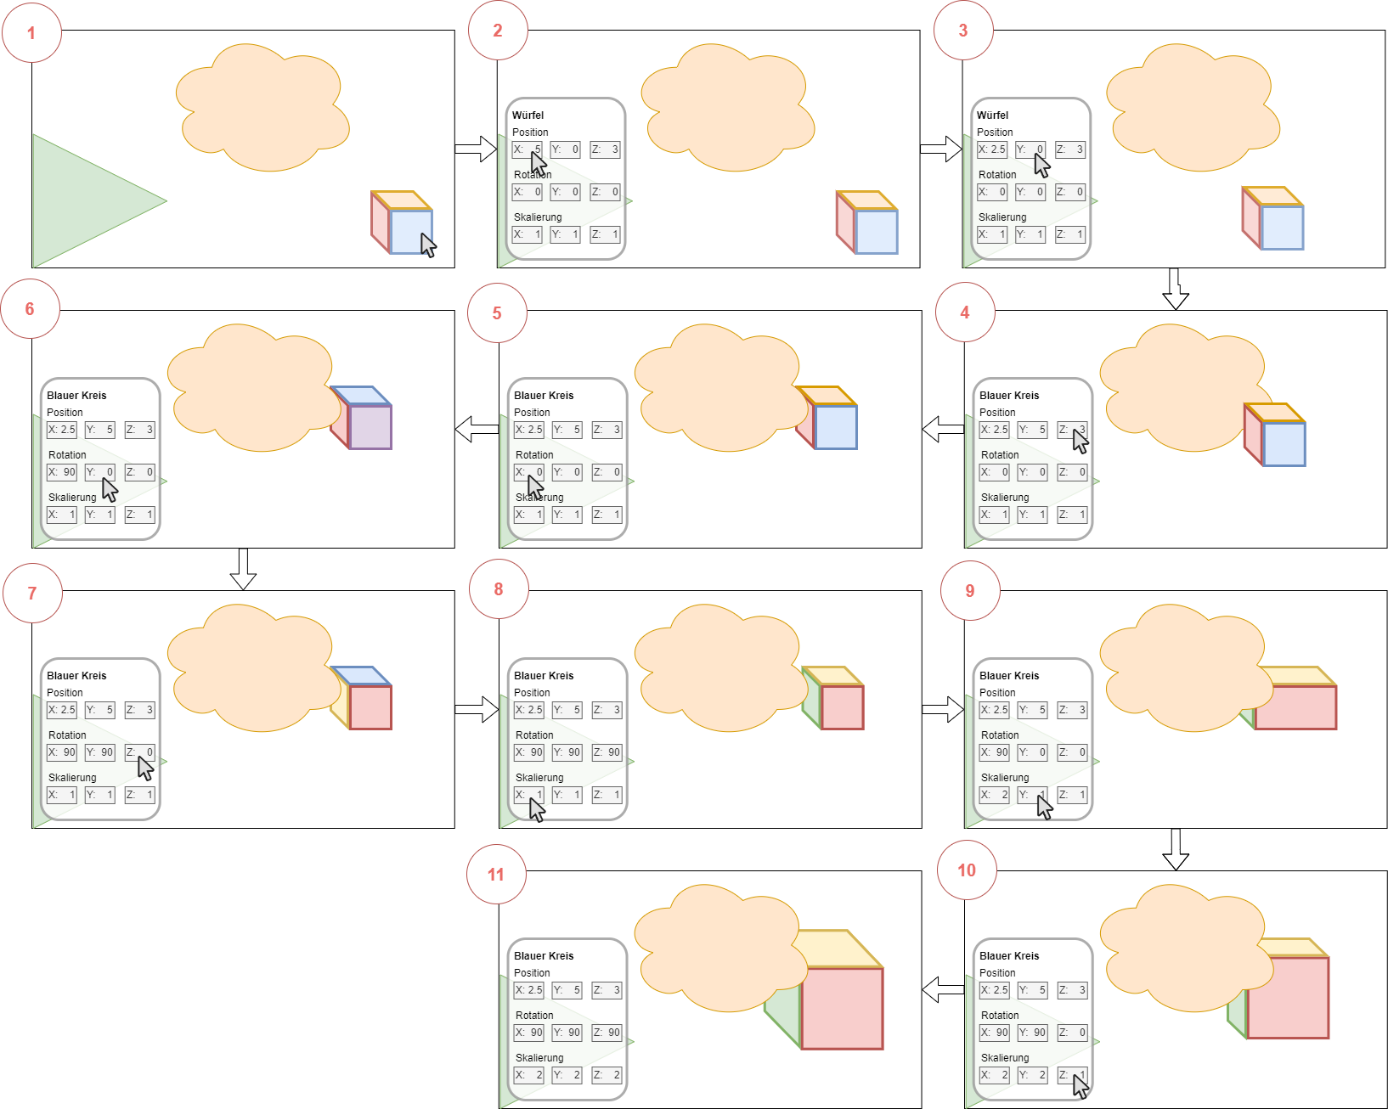 1
2
Würfel
Position
X: 5 Y: 0 Z: 3
Rotation
X: 0 Y: 0 Z: 0
Skalierung
X: 1 Y: 1 Z: 1
3
Würfel
Position
X: 2.5 Y: 0 Z: 3
Rotation
X: 0 Y: 0 Z: 0
Skalierung
X: 1 Y: 1 Z: 1
4
Blauer Kreis
Position
X: 2.5 Y: 5 Z: 3
Rotation
X: 0 Y: 0 Z: 0
Skalierung
X: 1 Y: 1 Z: 1
5
Blauer Kreis
Position
X: 2.5 Y: 5 Z: 3
Rotation
X: 0 Y: 0 Z: 0
Skalierung
X: 1 Y: 1 Z: 1
6
Blauer Kreis
Position
X: 2.5 Y: 5 Z: 3
Rotation
X: 90 Y: 0 Z: 0
Skalierung
X: 1 Y: 1 Z: 1
7
Blauer Kreis
Position
X: 2.5 Y: 5 Z: 3
Rotation
X: 90 Y: 90 Z: 0
Skalierung
X: 1 Y: 1 Z: 1
8
Blauer Kreis
Position
X: 2.5 Y: 5 Z: 3
Rotation
X: 90 Y: 90 Z: 90
Skalierung
X: 1 Y: 1 Z: 1
9
Blauer Kreis
Position
X: 2.5 Y: 5 Z: 3
Rotation
X: 90 Y: 0 Z: 0
Skalierung
X: 2 Y: 1 Z: 1
10
Blauer Kreis
Position
X: 2.5 Y: 5 Z: 3
Rotation
X: 90 Y: 90 Z: 0
Skalierung
X: 2 Y: 2 Z: 1
11
Blauer Kreis
Position
X: 2.5 Y: 5 Z: 3
Rotation
X: 90 Y: 90 Z: 90
Skalierung
X: 2 Y: 2 Z: 2